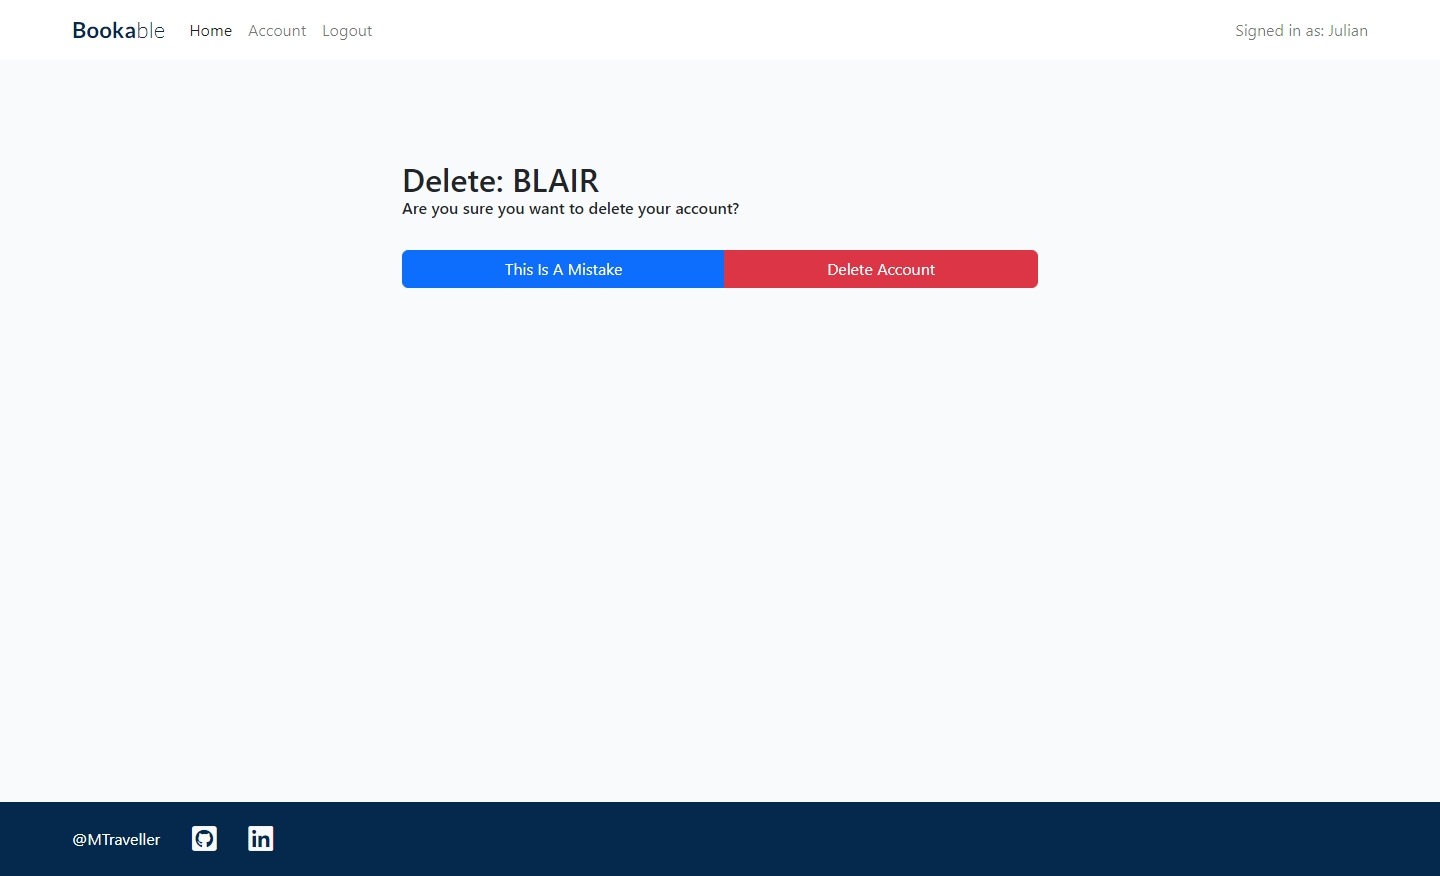 Bookable Home Account Logout Signed in as: Julian
Delete: BLAIR
Are you sure you want to delete your account?
This Is A Mistake Delete Account
@MTraveller in